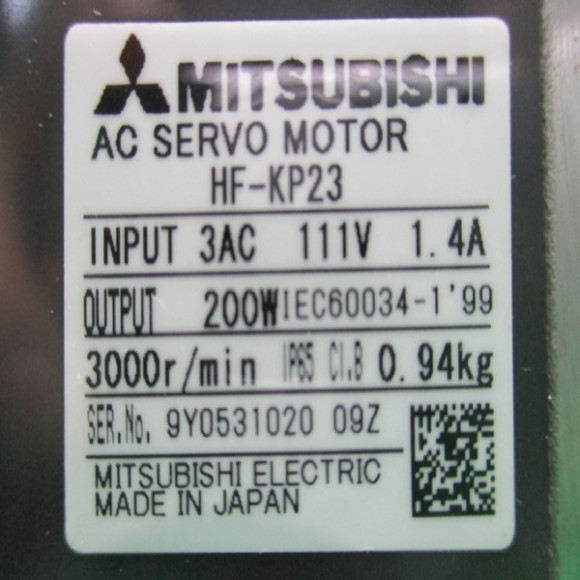 MITSUBISHI
AC SERVO MOTOR
HF-KP23
INPUT 3AC 111V 1.4A
OUTPUT 200W IEC60034-1'99
3000r/min IP65 CI.B 0.94kg
SER.No. 9Y0531020 09Z
MITSUBISHI ELECTRIC
MADE IN JAPAN